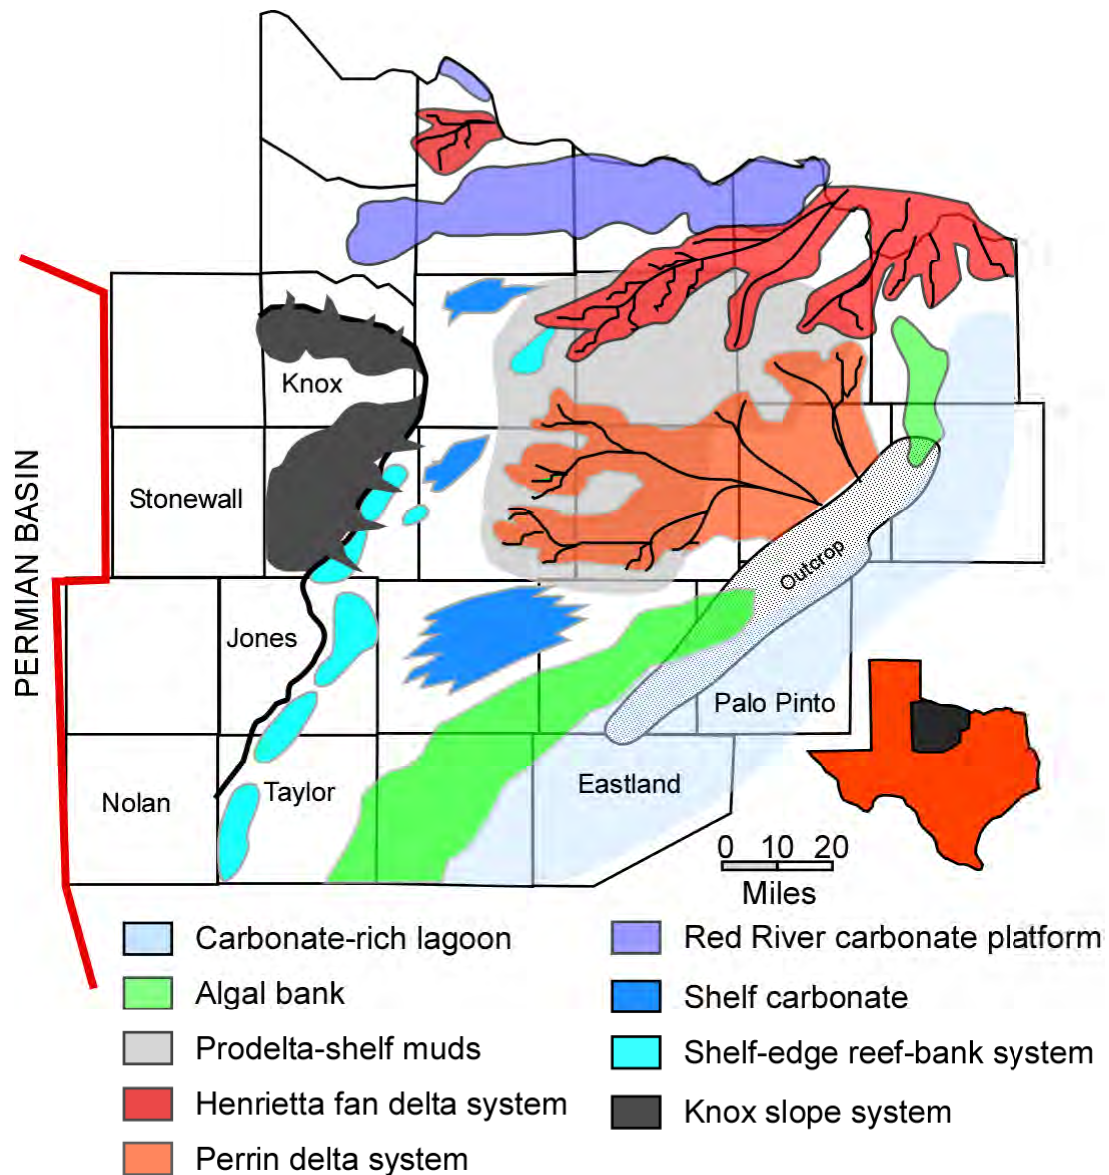 Knox
Stonewall
PERMIAN BASIN
Outcrop
Jones
Palo Pinto
Nolan
Taylor
Eastland
0 10 20
Miles
Carbonate-rich lagoon
Algal bank
Prodelta-shelf muds
Henrietta fan delta system
Perrin delta system
Red River carbonate platform
Shelf carbonate
Shelf-edge reef-bank system
Knox slope system